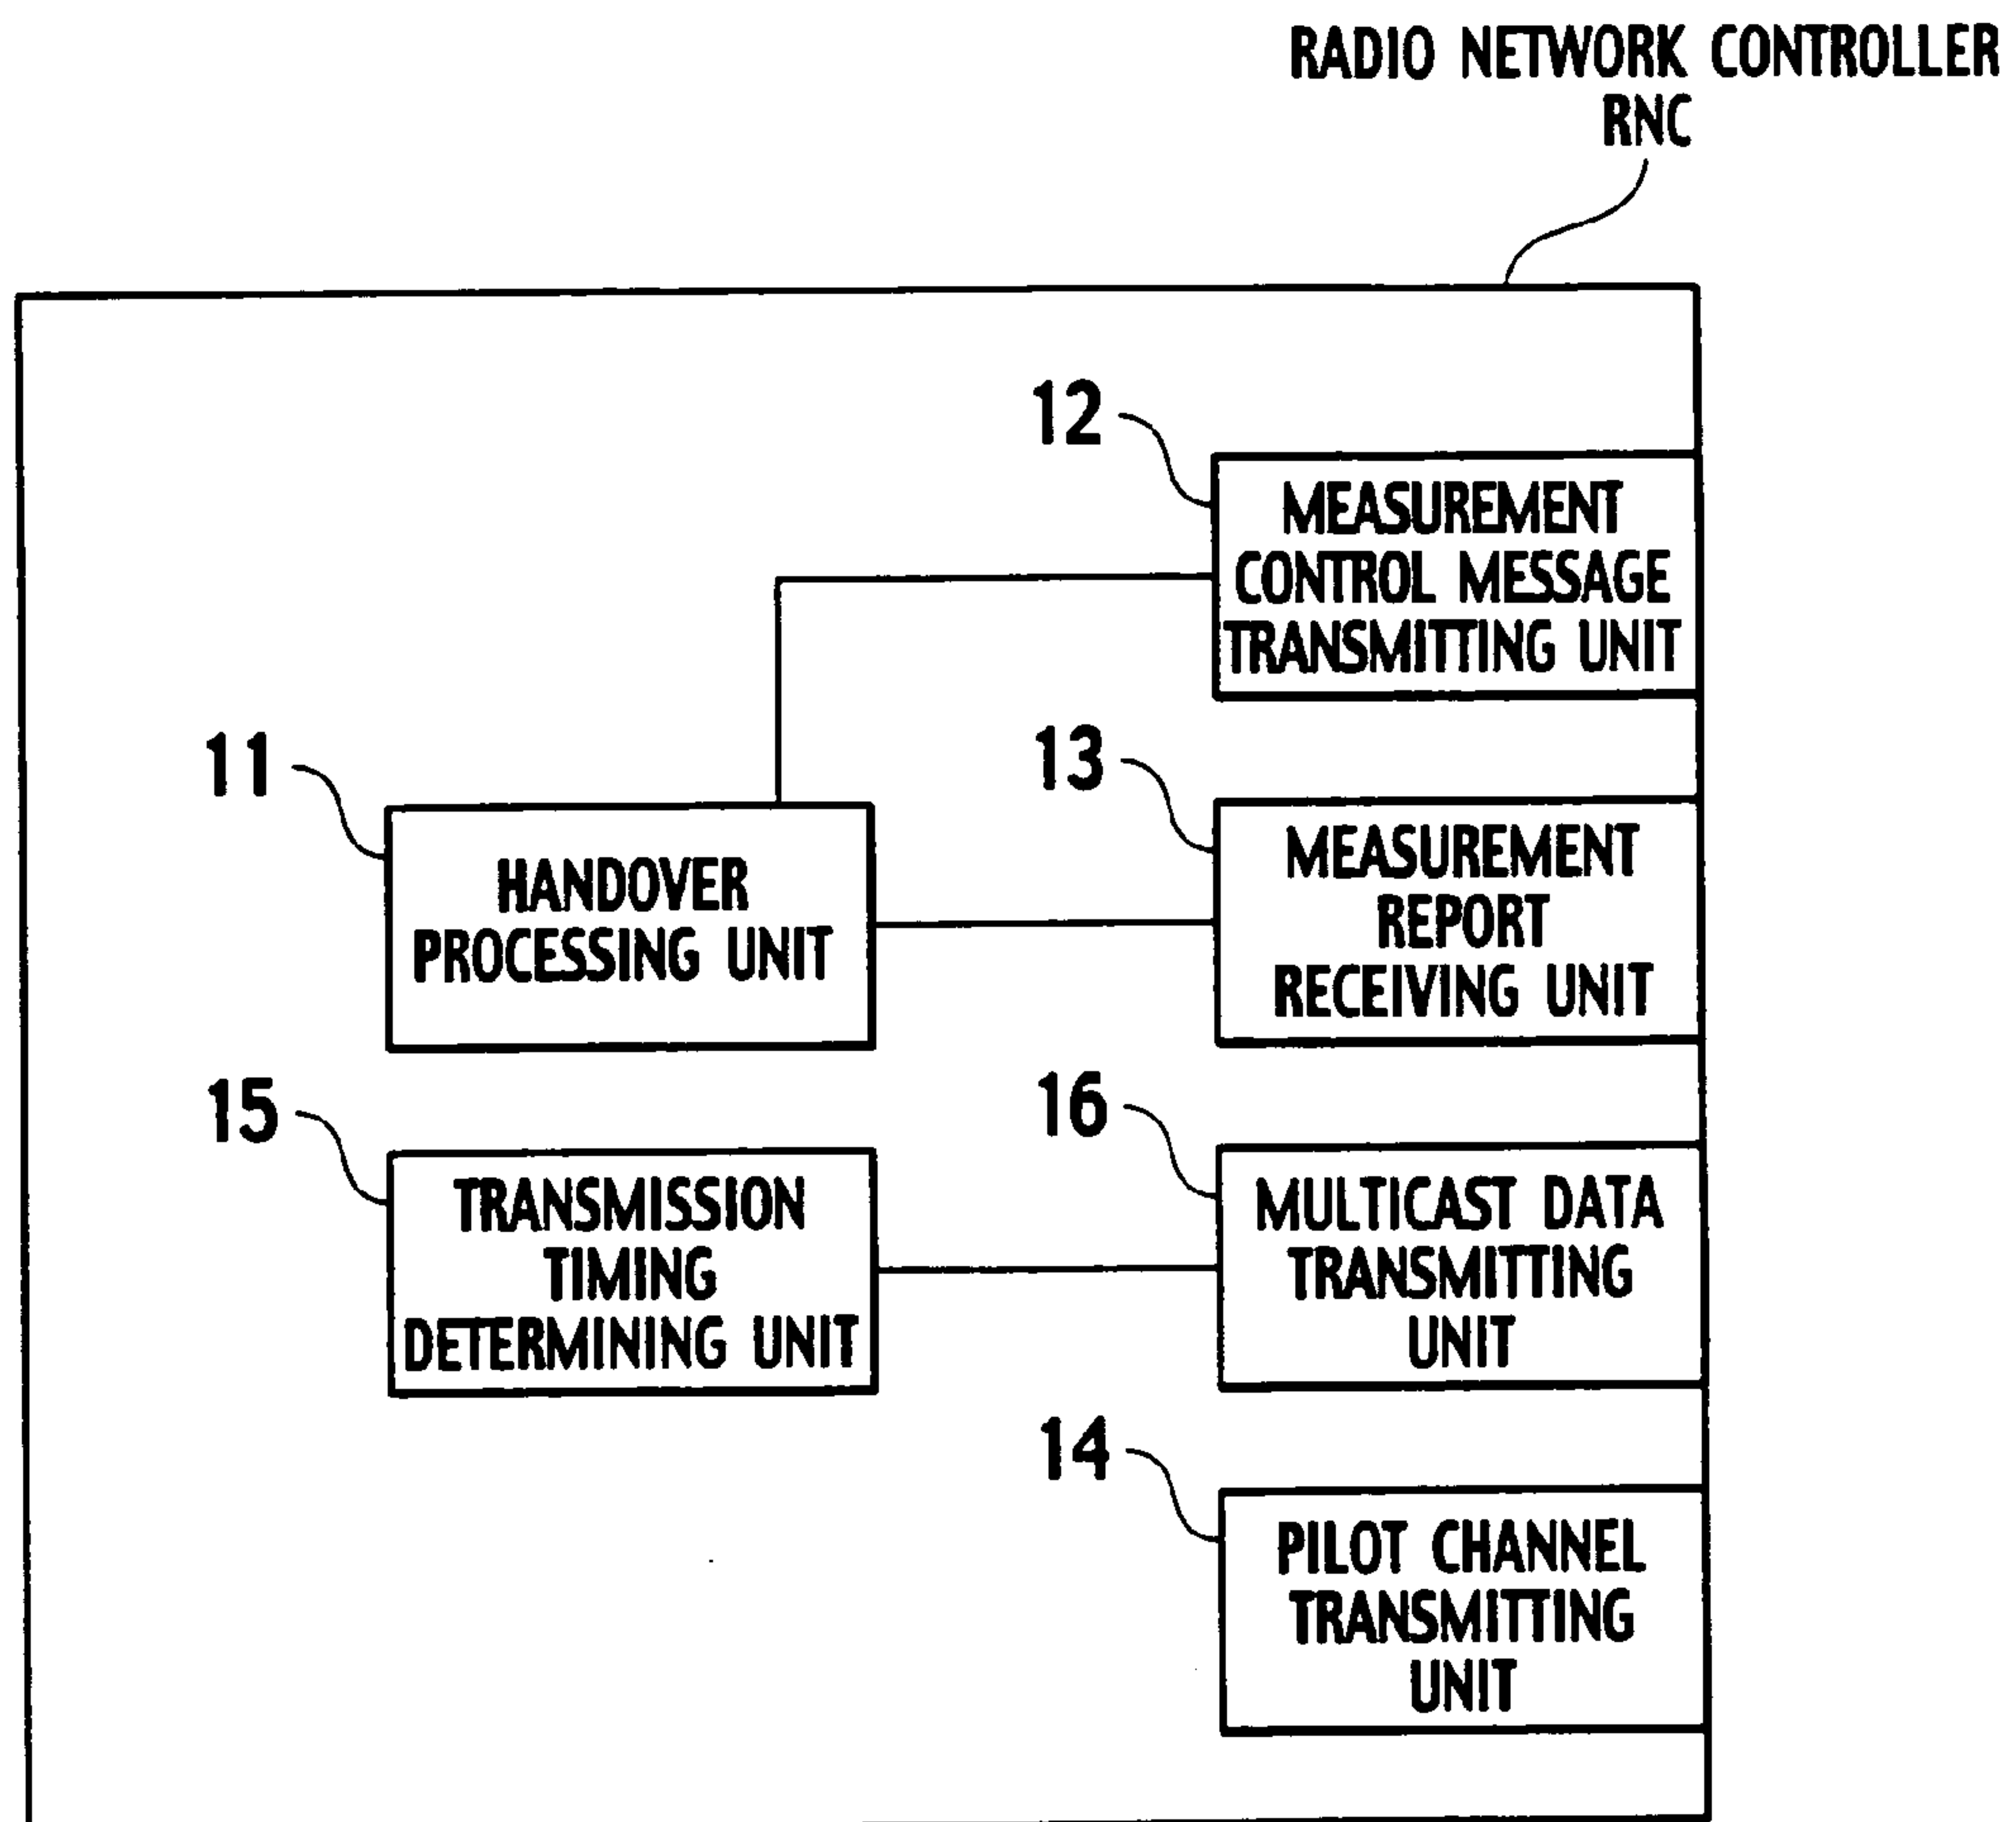 RADIO NETWORK CONTROLLER
RNC
12
MEASUREMENT
CONTROL MESSAGE
TRANSMITTING UNIT
11
HANDOVER
PROCESSING UNIT
13
MEASUREMENT
REPORT
RECEIVING UNIT
15
TRANSMISSION
TIMING
DETERMINING UNIT
16
MULTICAST DATA
TRANSMITTING
UNIT
14
PILOT CHANNEL
TRANSMITTING
UNIT